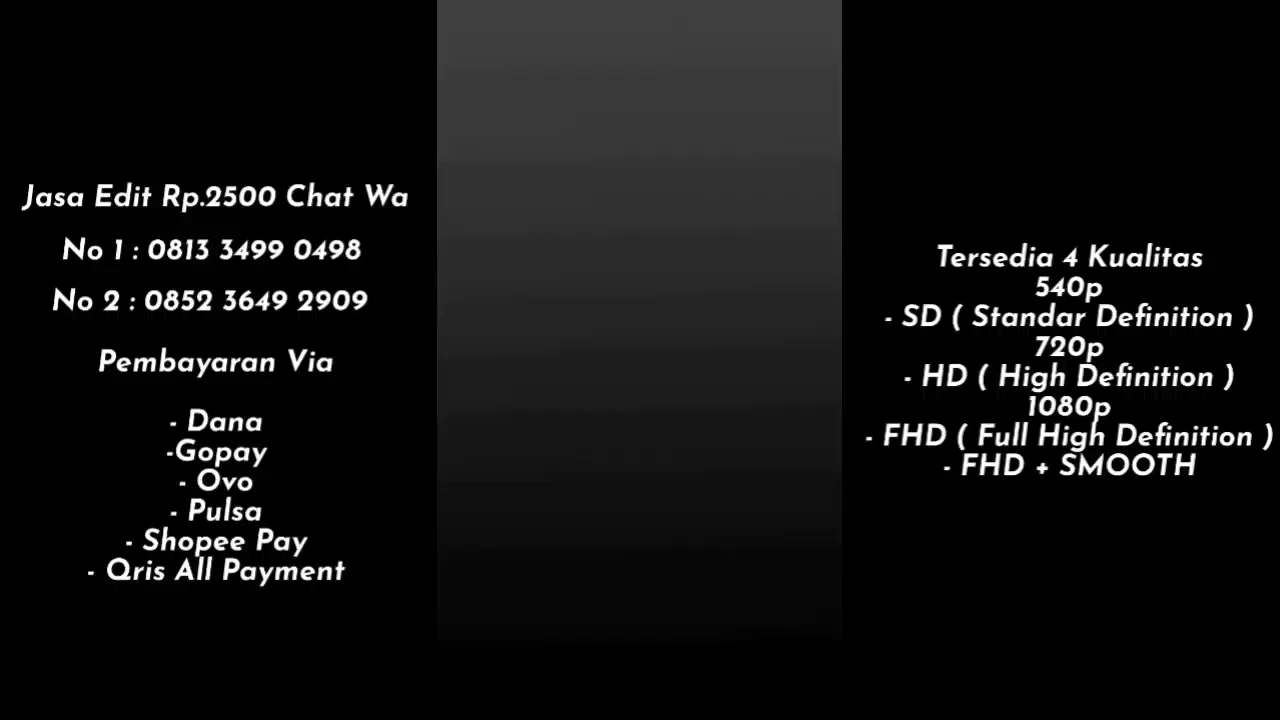 Jasa Edit Rp.2500 Chat Wa
No 1 : 0813 3499 0498
No 2 : 0852 3649 2909
Pembayaran Via
- Dana
-Gopay
- Ovo
- Pulsa
- Shopee Pay
- Qris All Payment
Tersedia 4 Kualitas
540p
- SD ( Standar Definition )
720p
- HD ( High Definition )
1080p
- FHD ( Full High Definition )
- FHD + SMOOTH